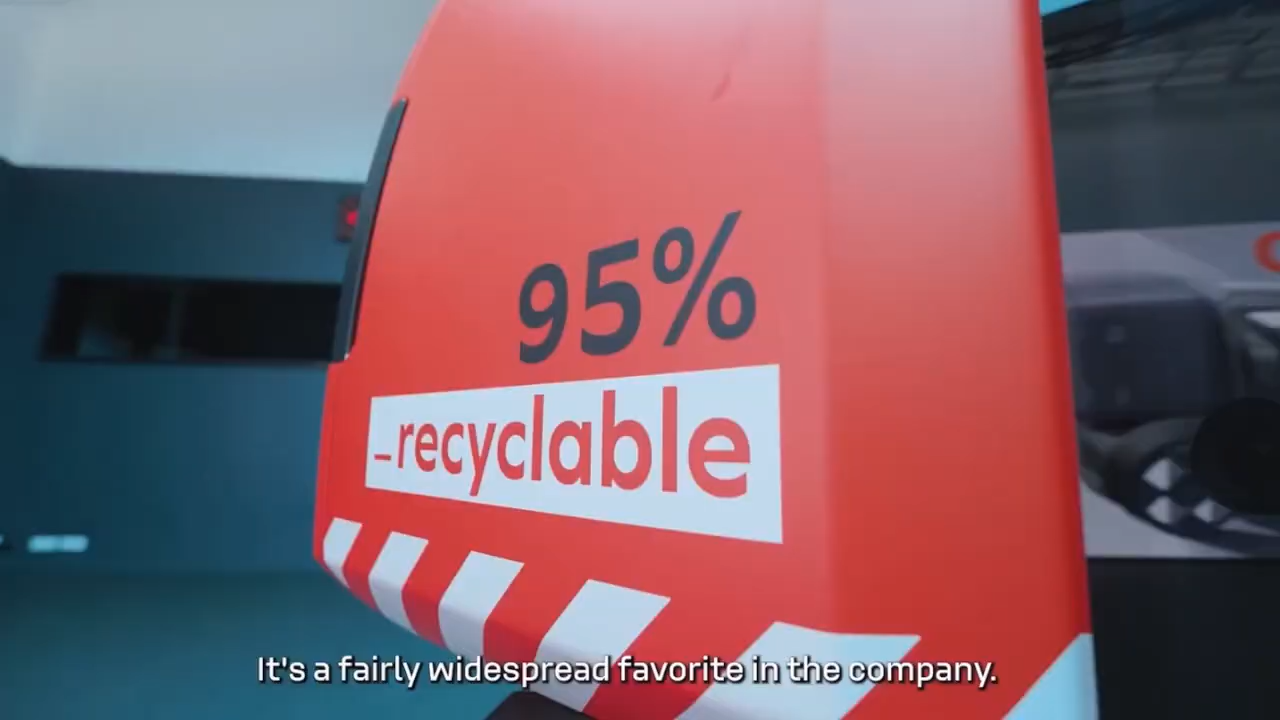 95%
_recyclable
It's a fairly widespread favorite in the company.